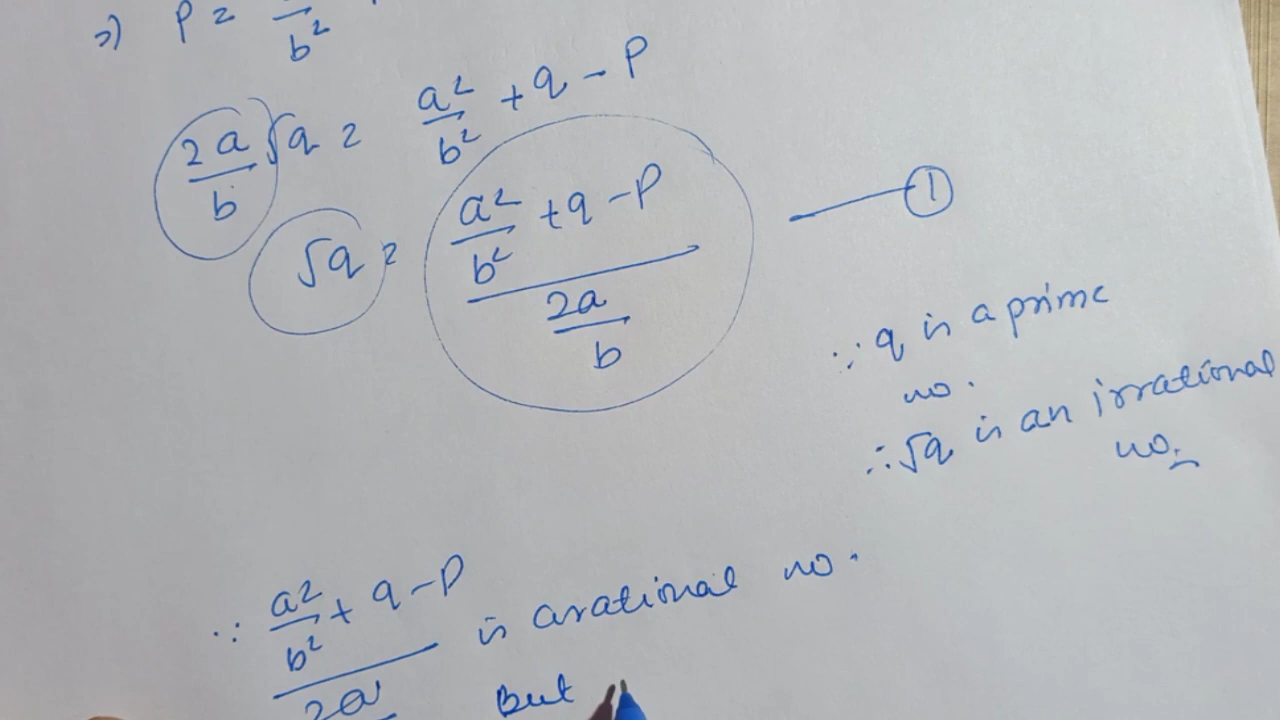 =) P =
b²
2a/b √q = a²/b² + q - P
√q = (a²/b² + q - P) / (2a/b) —— ①
∵ q is a prime
no.
∴ √q is an irrational
no.
∵ (a²/b² + q - P) / 2a is a rational no.
But